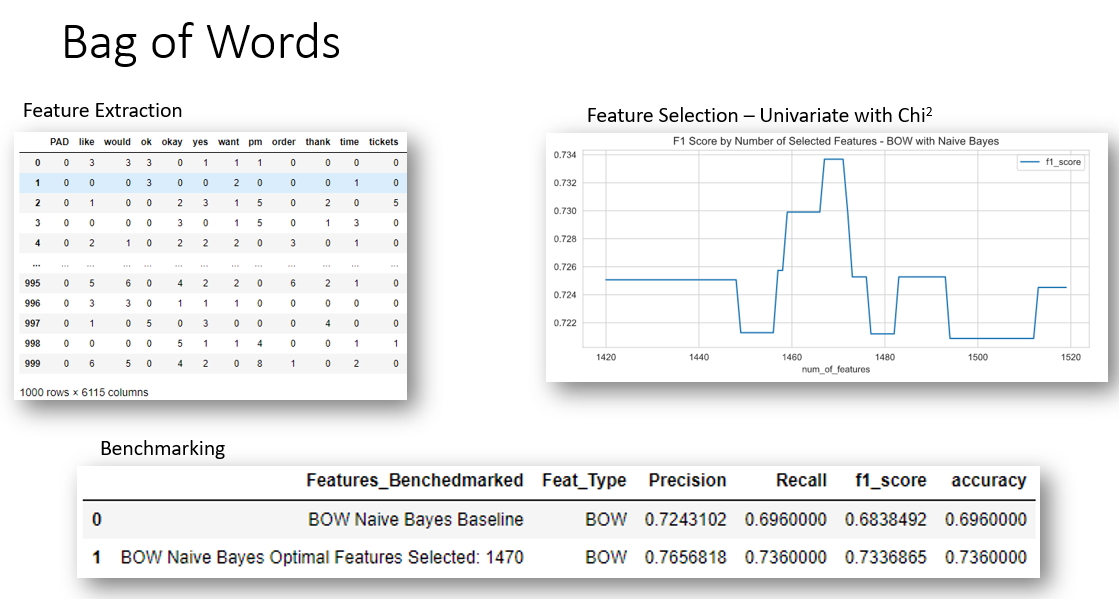 Bag of Words
Feature Extraction
PAD like would ok okay yes want pm order thank time tickets
0 0 3 3 3 0 1 1 1 0 0 0 0
1 0 0 0 3 0 0 2 0 0 0 1 0
2 0 1 0 0 2 3 1 5 0 2 0 5
3 0 0 0 0 3 0 1 5 0 1 3 0
4 0 2 1 0 2 2 2 0 3 0 1 0
... ... ... ... ... ... ... ... ... ... ... ... ...
995 0 5 6 0 4 2 2 0 6 2 1 0
996 0 3 3 0 1 1 1 0 0 0 0 0
997 0 1 0 5 0 3 0 0 0 4 0 0
998 0 0 0 0 5 1 1 4 0 0 1 1
999 0 6 5 0 4 2 0 8 1 0 2 0
1000 rows × 6115 columns
Feature Selection – Univariate with Chi²
F1 Score by Number of Selected Features - BOW with Naive Bayes
f1_score
0.734
0.732
0.730
0.728
0.726
0.724
0.722
1420 1440 1460 1480 1500 1520
num_of_features
Benchmarking
Features_Benchedmarked Feat_Type Precision Recall f1_score accuracy
0 BOW Naive Bayes Baseline BOW 0.7243102 0.6960000 0.6838492 0.6960000
1 BOW Naive Bayes Optimal Features Selected: 1470 BOW 0.7656818 0.7360000 0.7336865 0.7360000